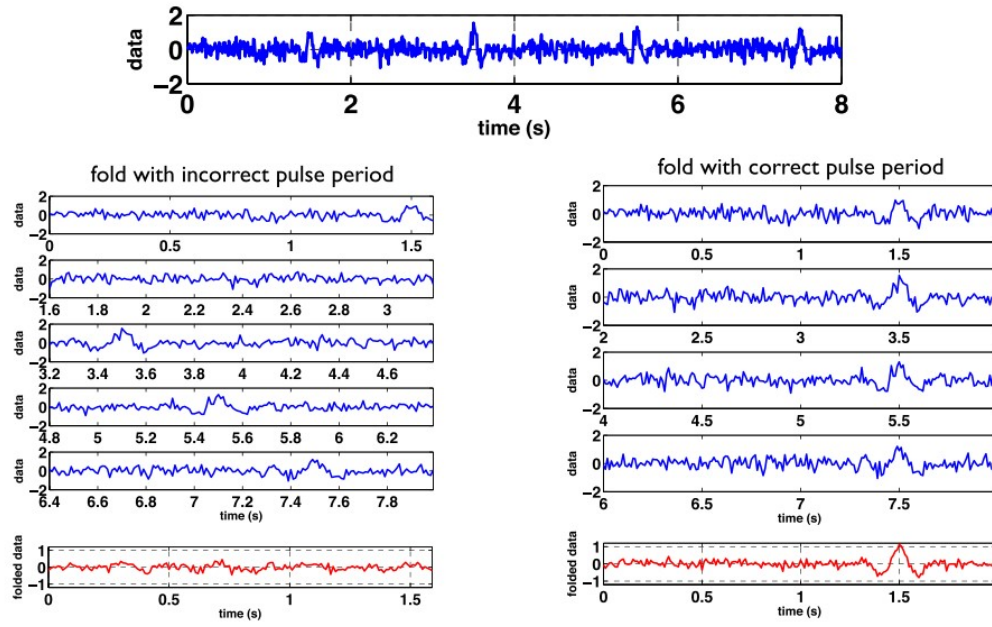 2
0
−2
data
0 2 4 6 8
time (s)
fold with incorrect pulse period
2
0
−2
data
0 0.5 1 1.5
2
0
−2
data
1.6 1.8 2 2.2 2.4 2.6 2.8 3
2
0
−2
data
3.2 3.4 3.6 3.8 4 4.2 4.4 4.6
2
0
−2
data
4.8 5 5.2 5.4 5.6 5.8 6 6.2
2
0
−2
data
6.4 6.6 6.8 7 7.2 7.4 7.6 7.8
time (s)
1
0
−1
folded data
0 0.5 1 1.5
time (s)
fold with correct pulse period
2
0
−2
data
0 0.5 1 1.5
2
0
−2
data
2 2.5 3 3.5
2
0
−2
data
4 4.5 5 5.5
2
0
−2
data
6 6.5 7 7.5
time (s)
1
0
−1
folded data
0 0.5 1 1.5
time (s)